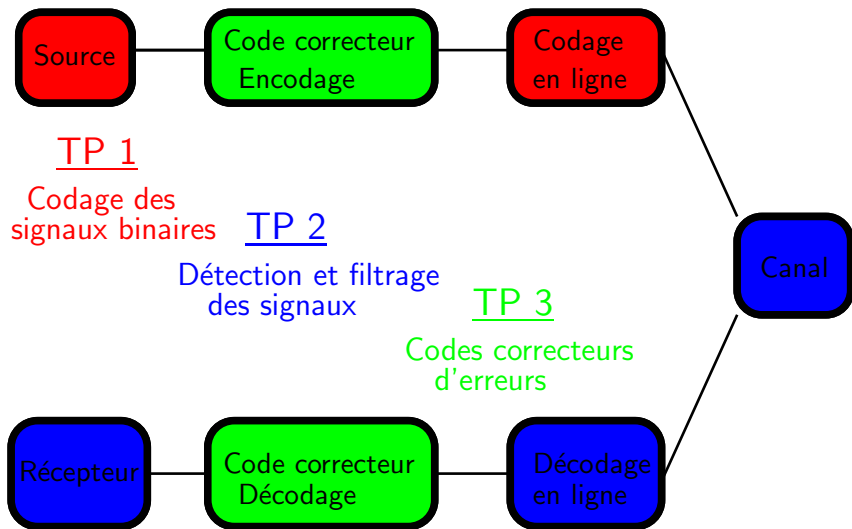 Source
Code correcteur
Encodage
Codage
en ligne
TP 1
Codage des
signaux binaires
TP 2
Détection et filtrage
des signaux
Canal
TP 3
Codes correcteurs
d'erreurs
Récepteur
Code correcteur
Décodage
Décodage
en ligne